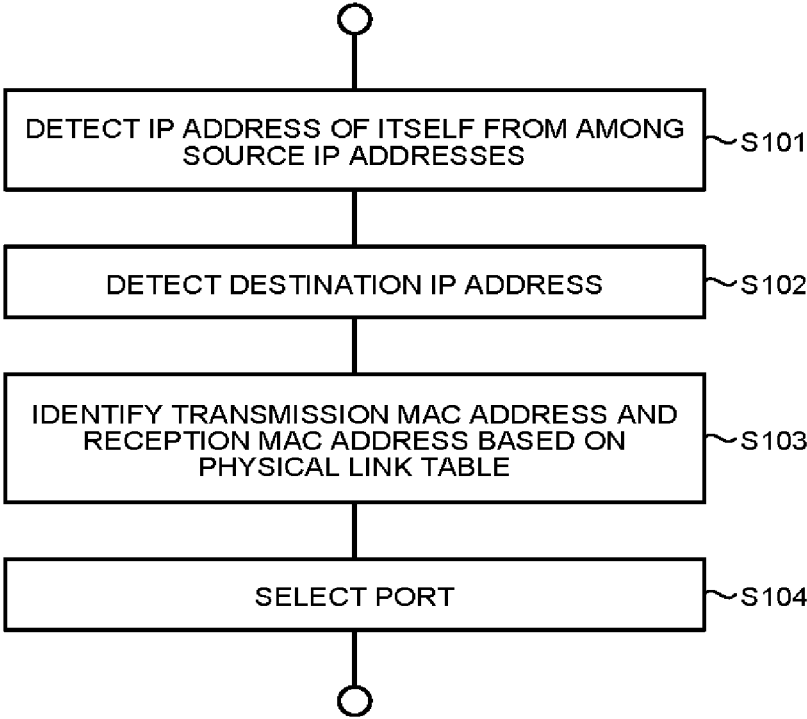 DETECT IP ADDRESS OF ITSELF FROM AMONG
SOURCE IP ADDRESSES
S101
DETECT DESTINATION IP ADDRESS
S102
IDENTIFY TRANSMISSION MAC ADDRESS AND
RECEPTION MAC ADDRESS BASED ON
PHYSICAL LINK TABLE
S103
SELECT PORT
S104